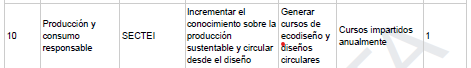 10
Producción y
consumo
responsable
SECTEI
Incrementar el
conocimiento sobre la
producción
sustentable y circular
desde el diseño
Generar
cursos de
ecodiseño y
diseños
circulares
Cursos impartidos
anualmente
1